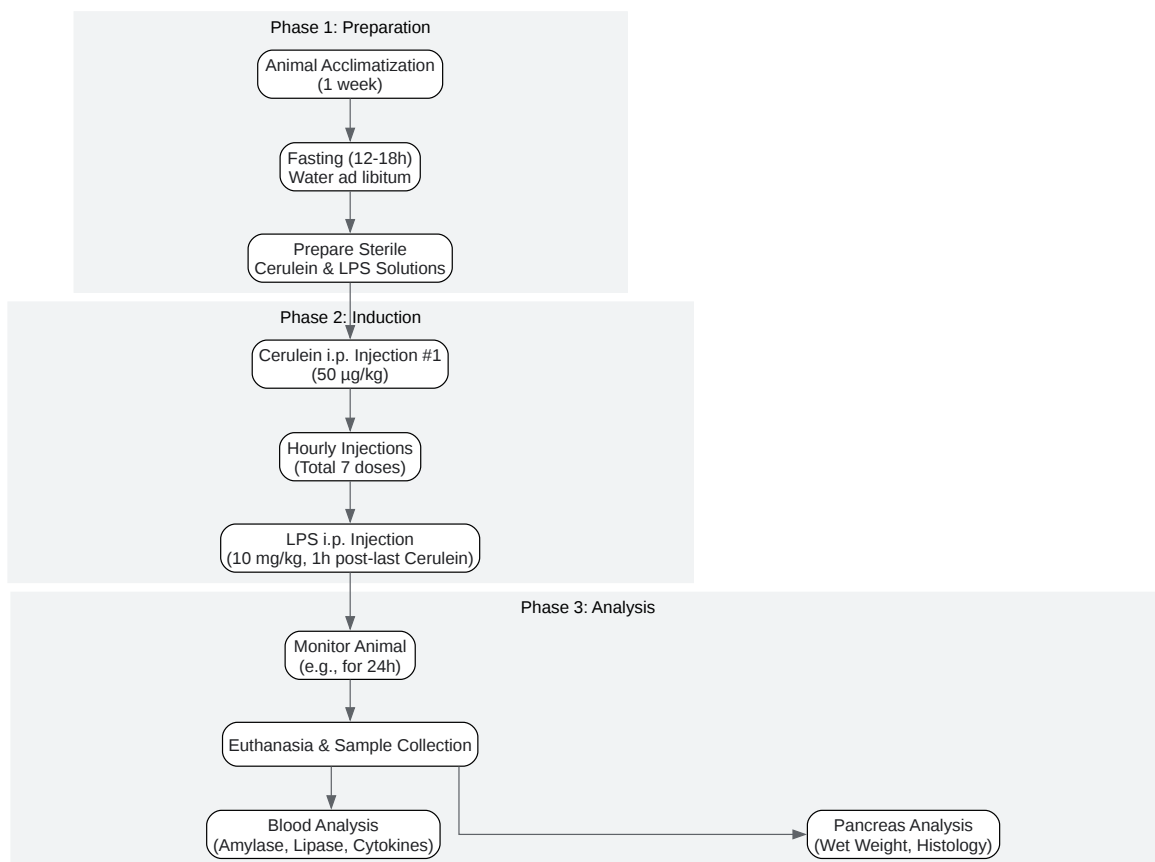 Phase 1: Preparation
Animal Acclimatization
(1 week)
Fasting (12-18h)
Water ad libitum
Prepare Sterile
Cerulein & LPS Solutions
Phase 2: Induction
Cerulein i.p. Injection #1
(50 µg/kg)
Hourly Injections
(Total 7 doses)
LPS i.p. Injection
(10 mg/kg, 1h post-last Cerulein)
Phase 3: Analysis
Monitor Animal
(e.g., for 24h)
Euthanasia & Sample Collection
Blood Analysis
(Amylase, Lipase, Cytokines)
Pancreas Analysis
(Wet Weight, Histology)